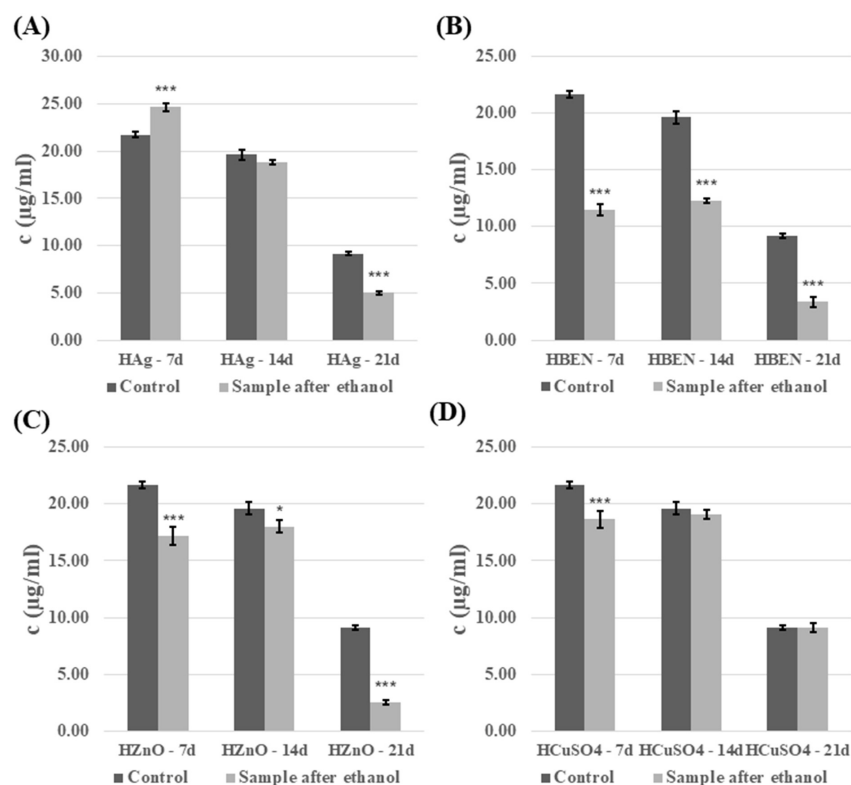 (A)
30.00
25.00
20.00
15.00
10.00
5.00
0.00
c (µg/ml)
***
***
HAg - 7d HAg - 14d HAg - 21d
Control Sample after ethanol
(B)
25.00
20.00
15.00
10.00
5.00
0.00
c (µg/ml)
***
***
***
HBEN - 7d HBEN - 14d HBEN - 21d
Control Sample after ethanol
(C)
25.00
20.00
15.00
10.00
5.00
0.00
c (µg/ml)
***
*
***
HZnO - 7d HZnO - 14d HZnO - 21d
Control Sample after ethanol
(D)
25.00
20.00
15.00
10.00
5.00
0.00
c (µg/ml)
***
HCuSO4 - 7d HCuSO4 - 14d HCuSO4 - 21d
Control Sample after ethanol